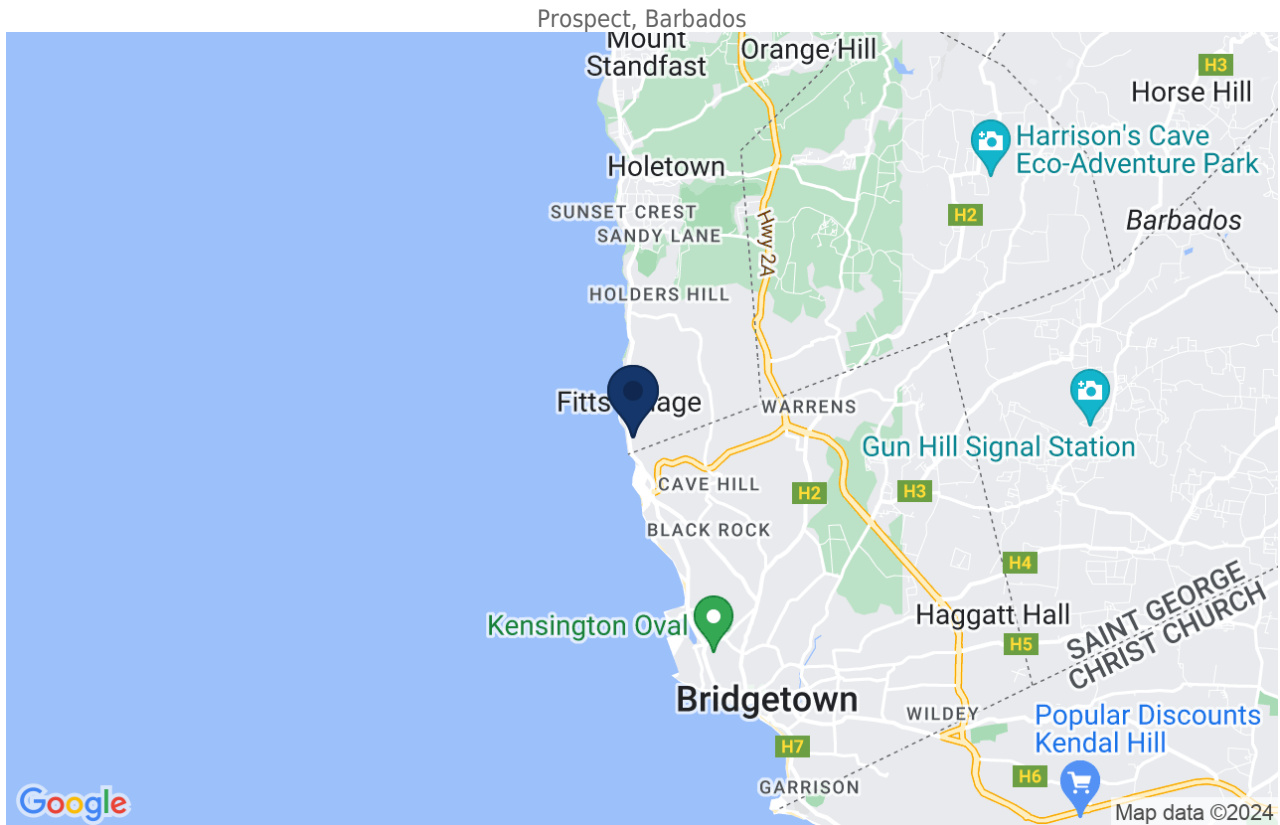 Prospect, Barbados
Mount
Standfast
Orange Hill
H3
Horse Hill
Harrison's Cave
Eco-Adventure Park
Holetown
SUNSET CREST
SANDY LANE
H2
Barbados
Hwy 2A
HOLDERS HILL
Fitts
age
WARRENS
Gun Hill Signal Station
CAVE HILL
H2
H3
BLACK ROCK
H4
Haggatt Hall
SAINT GEORGE
CHRIST CHURCH
Kensington Oval
H5
Bridgetown
WILDEY
Popular Discounts
Kendal Hill
H7
H6
GARRISON
Google
Map data ©2024